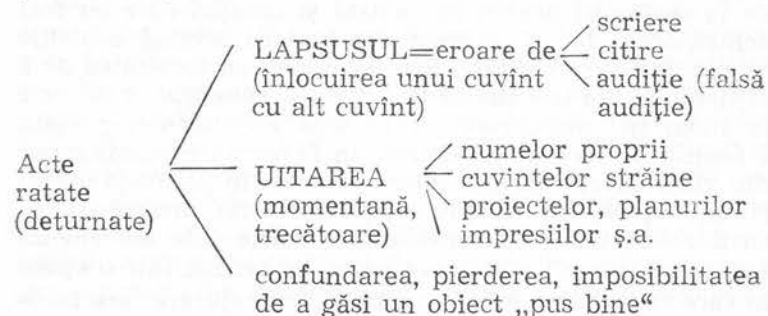 scriere
LAPSUSUL=eroare de citire
(înlocuirea unui cuvînt audiție (falsă
cu alt cuvînt) audiție)
Acte
ratate
(deturnate)
numelor proprii
UITAREA cuvintelor străine
(momentană, proiectelor, planurilor
trecătoare) impresiilor ș.a.
confundarea, pierderea, imposibilitatea
de a găsi un obiect „pus bine“